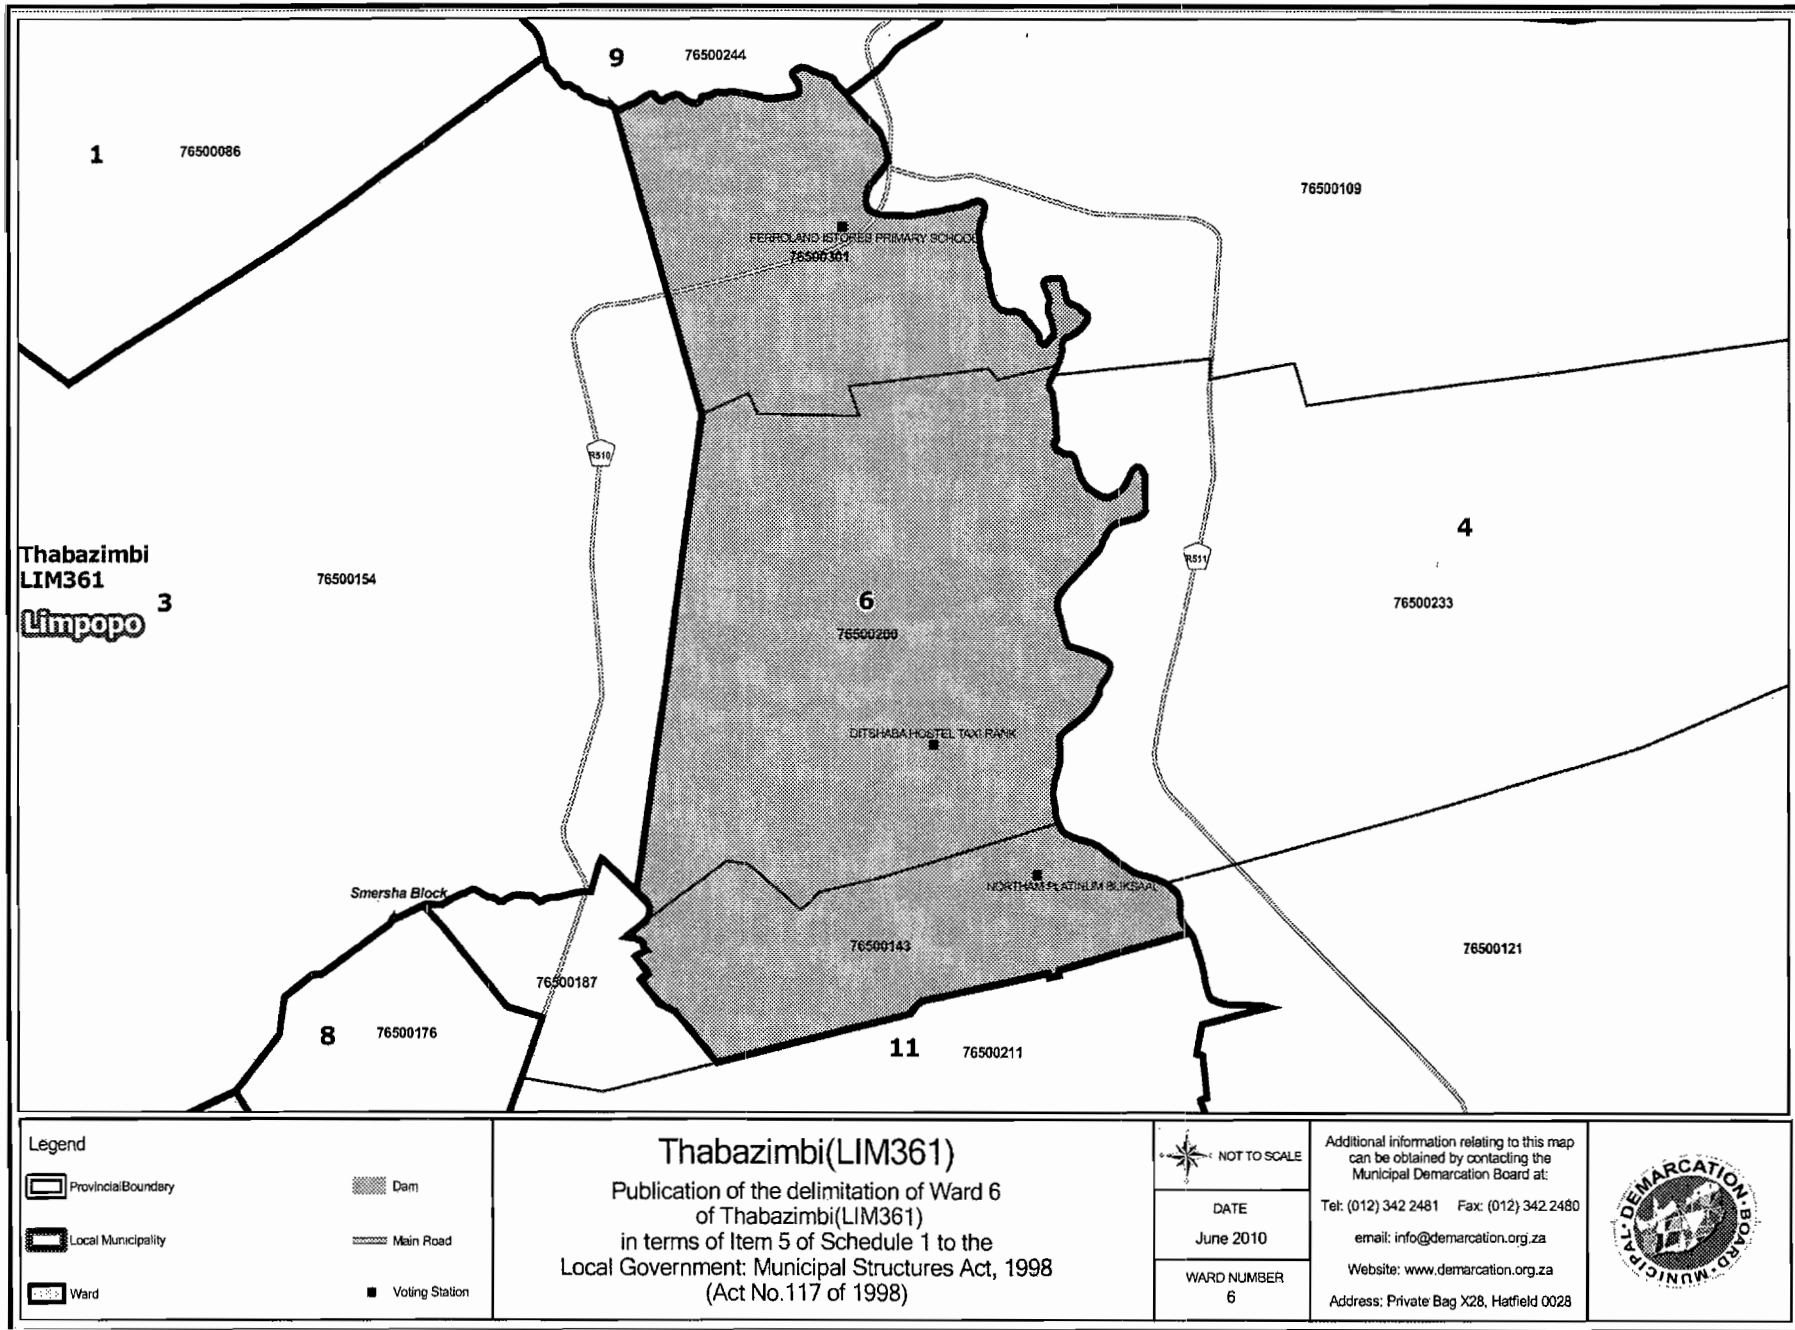 9
76500244
1
76500086
76500109
FERROLAND ISTORES PRIMARY SCHOOL
76500301
R510
Thabazimbi
LIM361
3
Limpopo
76500154
4
R511
76500233
6
76500200
DITSHABA HOSTEL TAXI RANK
NORTHAM PLATINUM BLIKSAAL
Smersha Block
76500143
76500121
76500187
8
76500176
11
76500211
Legend
ProvincialBoundary
Dam
Local Municipality
Main Road
Ward
Voting Station
Thabazimbi(LIM361)
Publication of the delimitation of Ward 6
of Thabazimbi(LIM361)
in terms of Item 5 of Schedule 1 to the
Local Government: Municipal Structures Act, 1998
(Act No.117 of 1998)
NOT TO SCALE
DATE
June 2010
WARD NUMBER
6
Additional information relating to this map
can be obtained by contacting the
Municipal Demarcation Board at:
Tel: (012) 342 2481 Fax: (012) 342 2480
email: info@demarcation.org.za
Website: www.demarcation.org.za
Address: Private Bag X28, Hatfield 0028
MUNICIPAL DEMARCATION BOARD